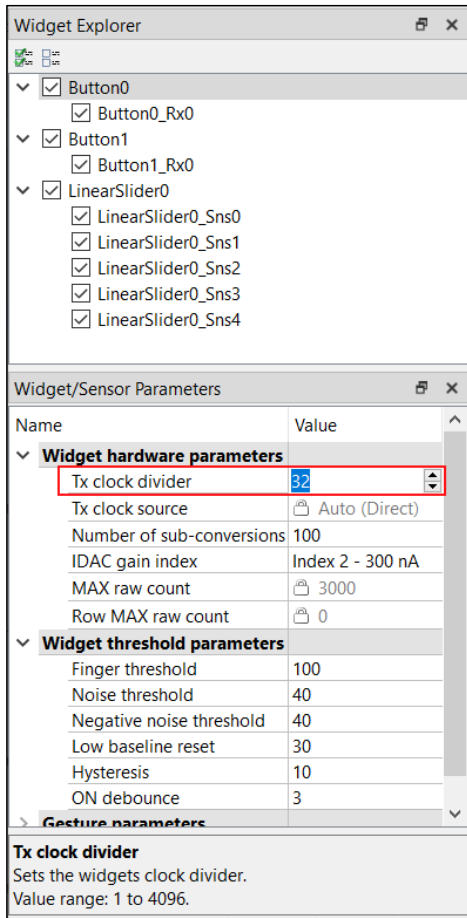 Widget Explorer
Button0
Button0_Rx0
Button1
Button1_Rx0
LinearSlider0
LinearSlider0_Sns0
LinearSlider0_Sns1
LinearSlider0_Sns2
LinearSlider0_Sns3
LinearSlider0_Sns4
Widget/Sensor Parameters
Name Value
Widget hardware parameters
Tx clock divider 32
Tx clock source Auto (Direct)
Number of sub-conversions 100
IDAC gain index Index 2 - 300 nA
MAX raw count 3000
Row MAX raw count 0
Widget threshold parameters
Finger threshold 100
Noise threshold 40
Negative noise threshold 40
Low baseline reset 30
Hysteresis 10
ON debounce 3
Gesture parameters
Tx clock divider
Sets the widgets clock divider.
Value range: 1 to 4096.